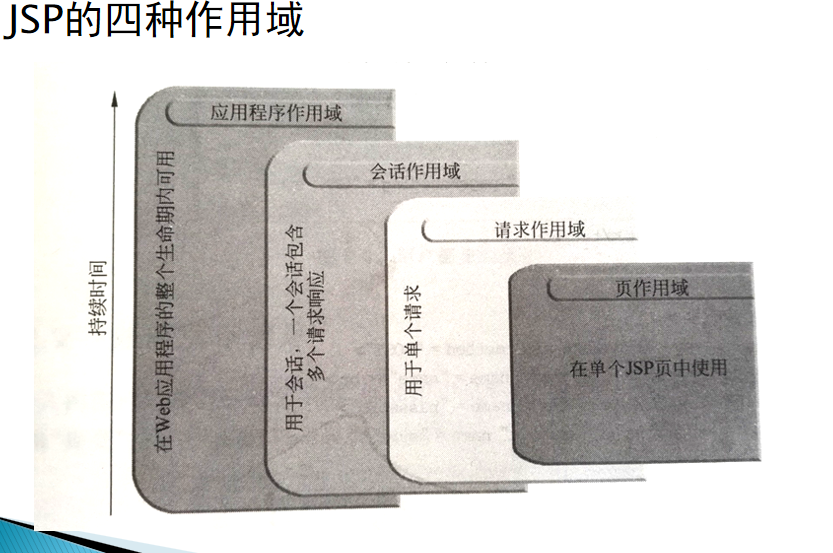 JSP的四种作用域
应用程序作用域
会话作用域
请求作用域
页作用域
持续时间
在Web应用程序的整个生命期内可用
用于会话，一个会话包含
多个请求响应
用于单个请求
在单个JSP页中使用